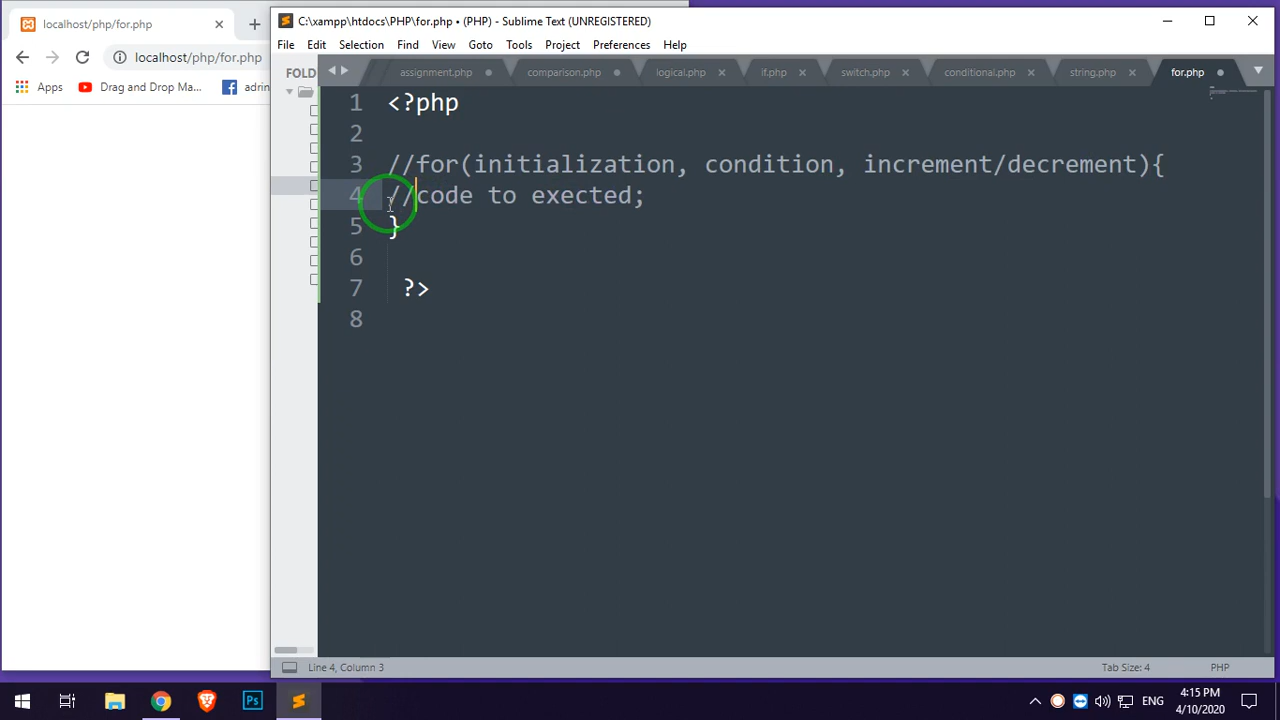 localhost/php/for.php
C:\xampp\htdocs\PHP\for.php • (PHP) - Sublime Text (UNREGISTERED)
File Edit Selection Find View Goto Tools Project Preferences Help
localhost/php/for.php
Apps Drag and Drop Ma... adrin
FOLD
assignment.php comparison.php logical.php if.php switch.php conditional.php string.php for.php
1 <?php
2
3 //for(initialization, condition, increment/decrement){
4 //code to exected;
5 }
6
7 ?>
8
Line 4, Column 3 Tab Size: 4 PHP
Ps ENG 4:15 PM
4/10/2020